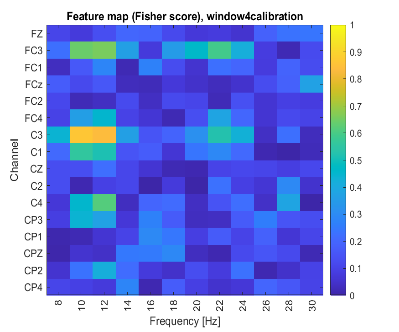 Feature map (Fisher score), window4calibration
Channel
FZ
FC3
FC1
FCz
FC2
FC4
C3
C1
CZ
C2
C4
CP3
CP1
CPZ
CP2
CP4
8 10 12 14 16 18 20 22 24 26 28 30
Frequency [Hz]
1
0.9
0.8
0.7
0.6
0.5
0.4
0.3
0.2
0.1
0